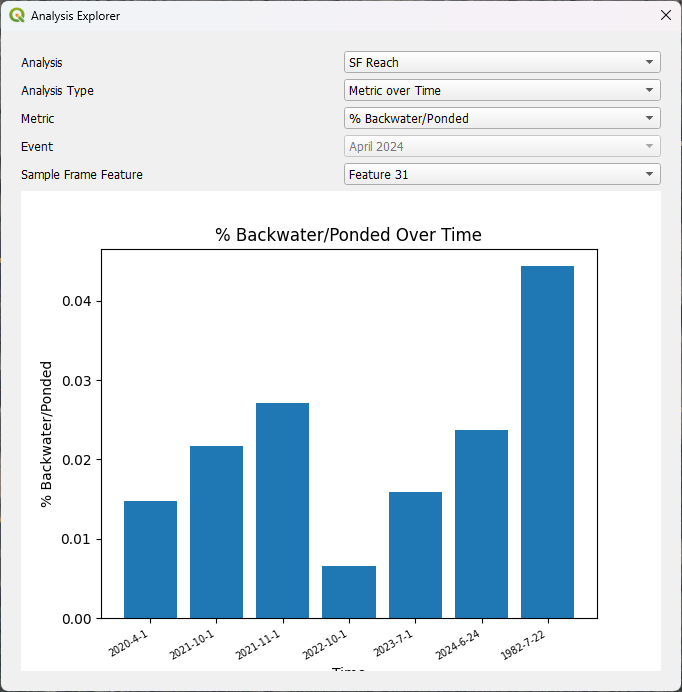 Analysis Explorer
Analysis SF Reach
Analysis Type Metric over Time
Metric % Backwater/Ponded
Event April 2024
Sample Frame Feature Feature 31
% Backwater/Ponded Over Time
% Backwater/Ponded
0.04
0.03
0.02
0.01
0.00
2020-4-1 2021-10-1 2021-11-1 2022-10-1 2023-7-1 2024-6-24 1982-7-22
Time